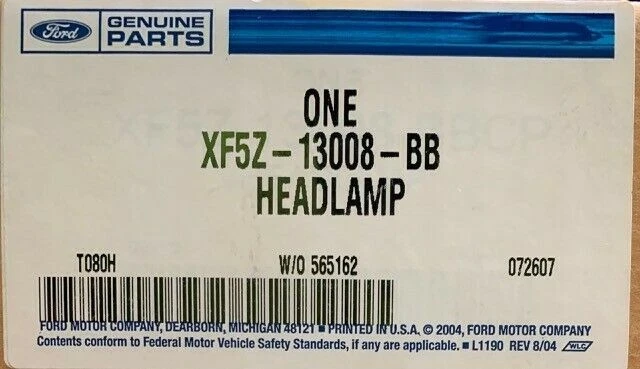 Ford GENUINE
PARTS
ONE
XF5Z-13008-BB
HEADLAMP
T080H W/O 565162 072607
FORD MOTOR COMPANY, DEARBORN, MICHIGAN 48121 ■ PRINTED IN U.S.A. © 2004, FORD MOTOR COMPANY
Contents conform to Federal Motor Vehicle Safety Standards, if any are applicable. ■ L1190 REV 8/04 WLC